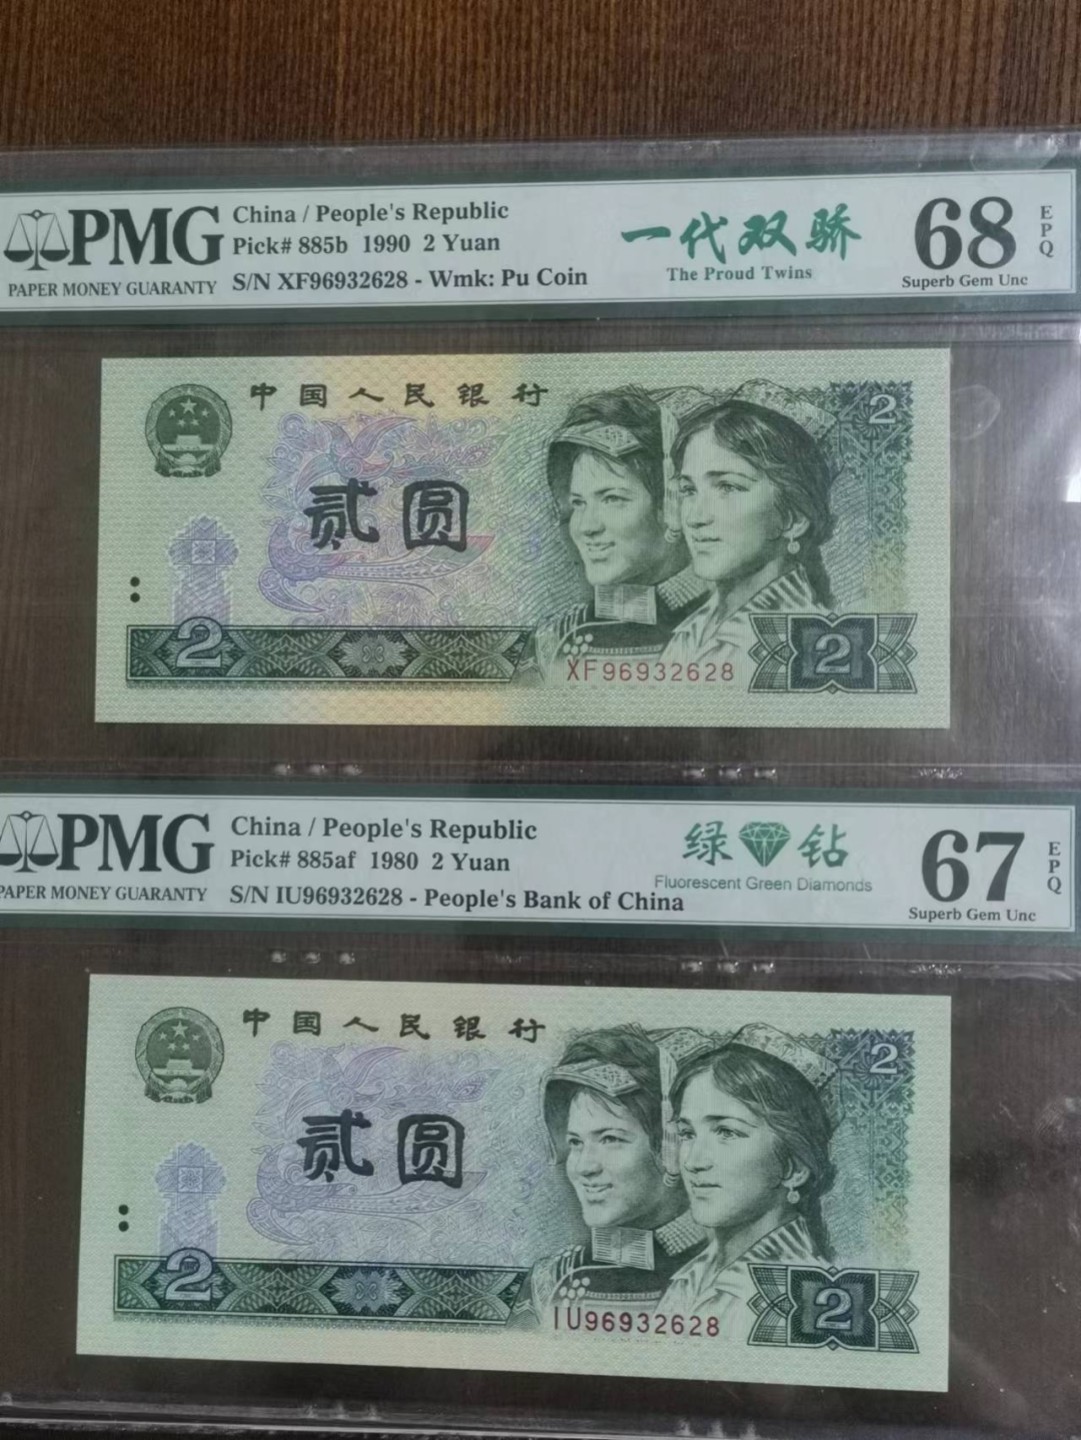 PMG
PAPER MONEY GUARANTY
China / People's Republic
Pick# 885b 1990 2 Yuan
S/N XF96932628 - Wmk: Pu Coin
一代双骄
The Proud Twins
68
EPQ
Superb Gem Unc
中国人民银行
2
贰圆
2
XF96932628
2
PMG
PAPER MONEY GUARANTY
China / People's Republic
Pick# 885af 1980 2 Yuan
S/N IU96932628 - People's Bank of China
绿钻
Fluorescent Green Diamonds
67
EPQ
Superb Gem Unc
中国人民银行
2
贰圆
2
IU96932628
2